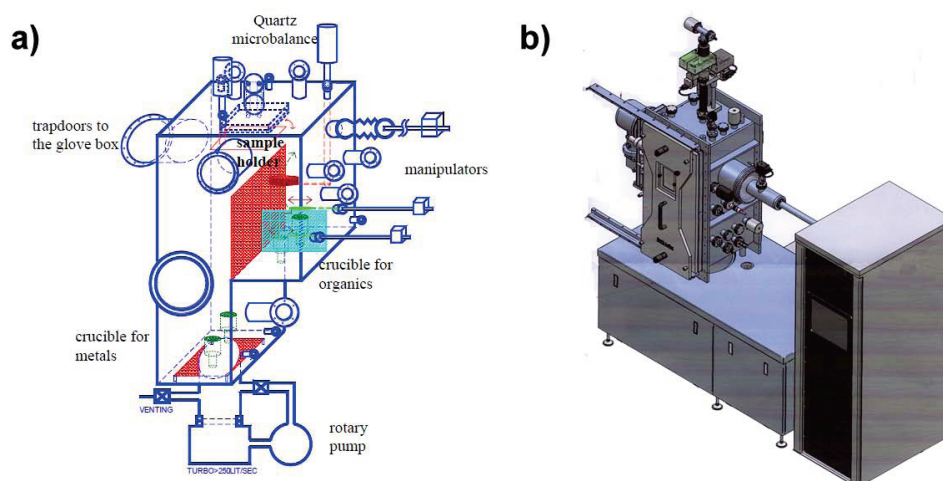 a)
Quartz
microbalance
trapdoors to
the glove box
sample
holder
manipulators
crucible for
organics
crucible for
metals
VENTING
rotary
pump
TURBO>250LIT/SEC
b)